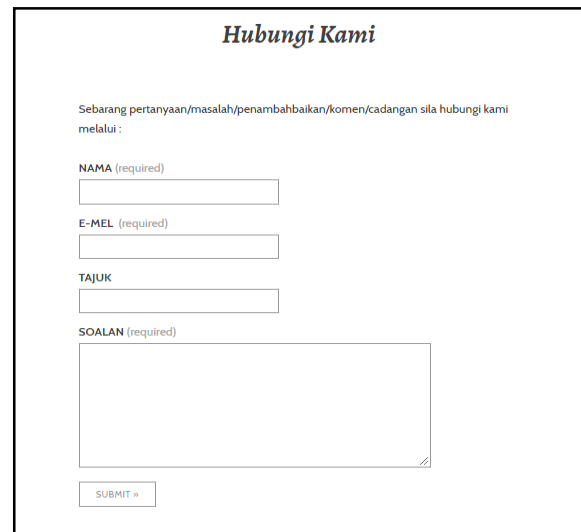 Hubungi Kami
Sebarang pertanyaan/masalah/penambahbaikan/komen/cadangan sila hubungi kami
melalui :
NAMA (required)
E-MEL (required)
TAJUK
SOALAN (required)
SUBMIT »